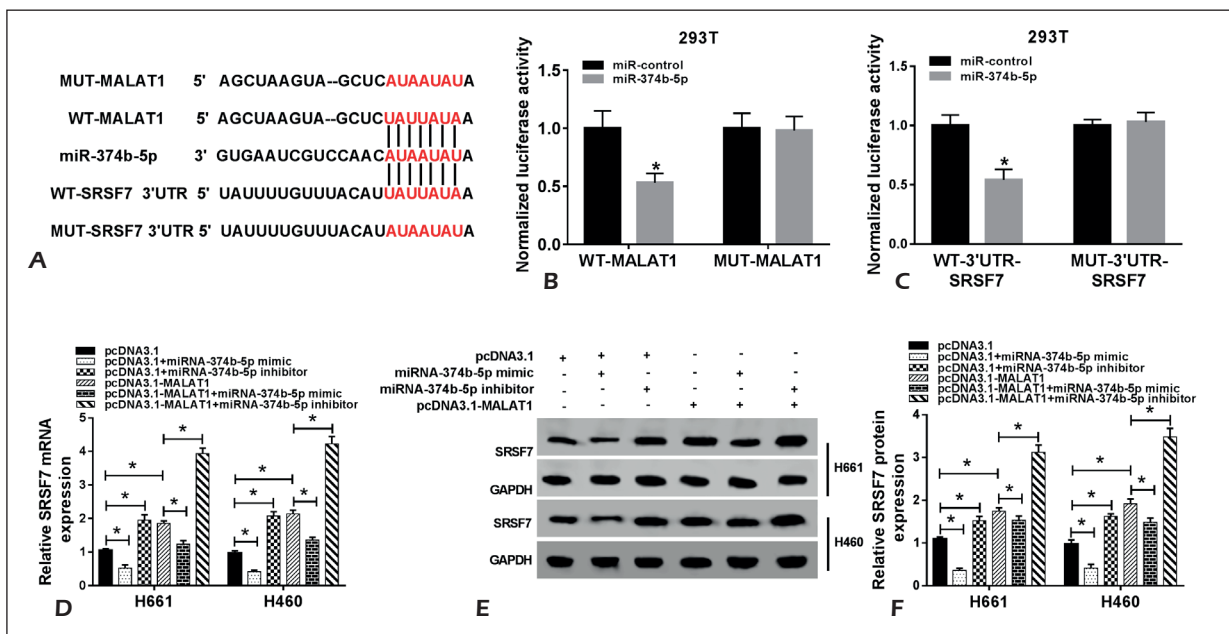 MUT-MALAT1 5' AGCUAAGUA--GCUCAUAAUAUA
WT-MALAT1 5' AGCUAAGUA--GCUCUAUUAUAA
miR-374b-5p 3' GUGAAUCGUCCAACAUAAUAUA
WT-SRSF7 3'UTR 5' UAUUUUGUUUACAUUAUUAUAA
MUT-SRSF7 3'UTR 5' UAUUUUGUUUACAUAUAAUAUA
A
293T
miR-control
miR-374b-5p
Normalized luciferase activity
1.5
1.0
0.5
0.0
*
WT-MALAT1 MUT-MALAT1
B
293T
miR-control
miR-374b-5p
Normalized luciferase activity
1.5
1.0
0.5
0.0
*
WT-3'UTR- MUT-3'UTR-
SRSF7 SRSF7
C
pcDNA3.1
pcDNA3.1+miRNA-374b-5p mimic
pcDNA3.1+miRNA-374b-5p inhibitor
pcDNA3.1-MALAT1
pcDNA3.1-MALAT1+miRNA-374b-5p mimic
pcDNA3.1-MALAT1+miRNA-374b-5p inhibitor
Relative SRSF7 mRNA
expression
5
4
3
2
1
0
* * * * *
* * * * *
H661 H460
D
pcDNA3.1 + + + - - -
miRNA-374b-5p mimic - + - - + -
miRNA-374b-5p inhibitor - - + - - +
pcDNA3.1-MALAT1 - - - + + +
SRSF7
GAPDH
H661
SRSF7
GAPDH
H460
E
pcDNA3.1
pcDNA3.1+miRNA-374b-5p mimic
pcDNA3.1+miRNA-374b-5p inhibitor
pcDNA3.1-MALAT1
pcDNA3.1-MALAT1+miRNA-374b-5p mimic
pcDNA3.1-MALAT1+miRNA-374b-5p inhibitor
Relative SRSF7 protein
expression
4
3
2
1
0
* * * * *
* * * * *
H661 H460
F